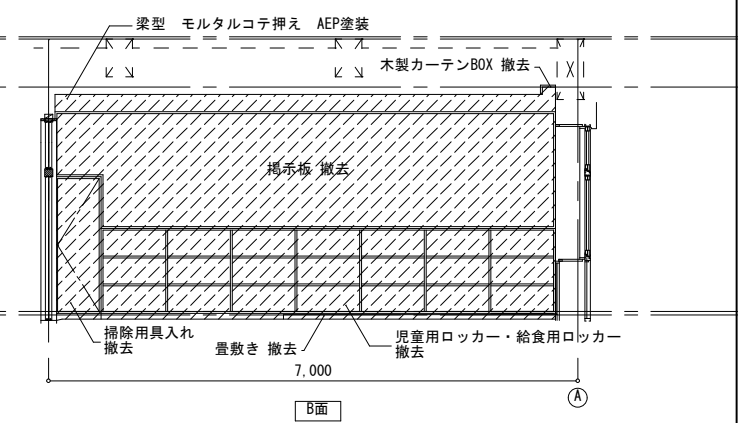 梁型　モルタルコテ押え　AEP塗装
木製カーテンBOX 撤去
掲示板 撤去
掃除用具入れ
撤去
畳敷き 撤去
児童用ロッカー・給食用ロッカー
撤去
7,000
A
B面